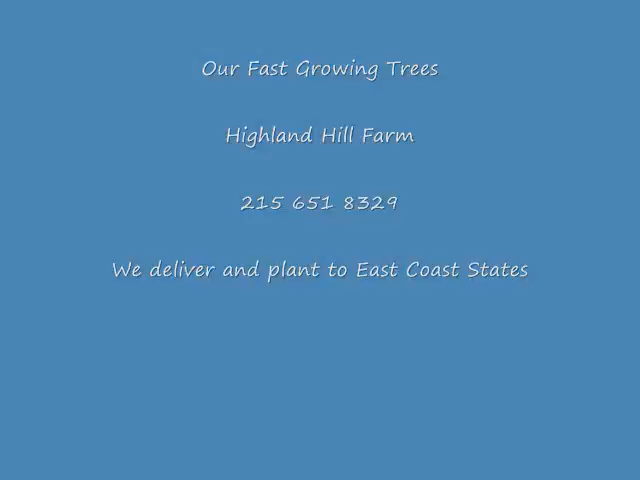 Our Fast Growing Trees
Highland Hill Farm
215 651 8329
We deliver and plant to East Coast States